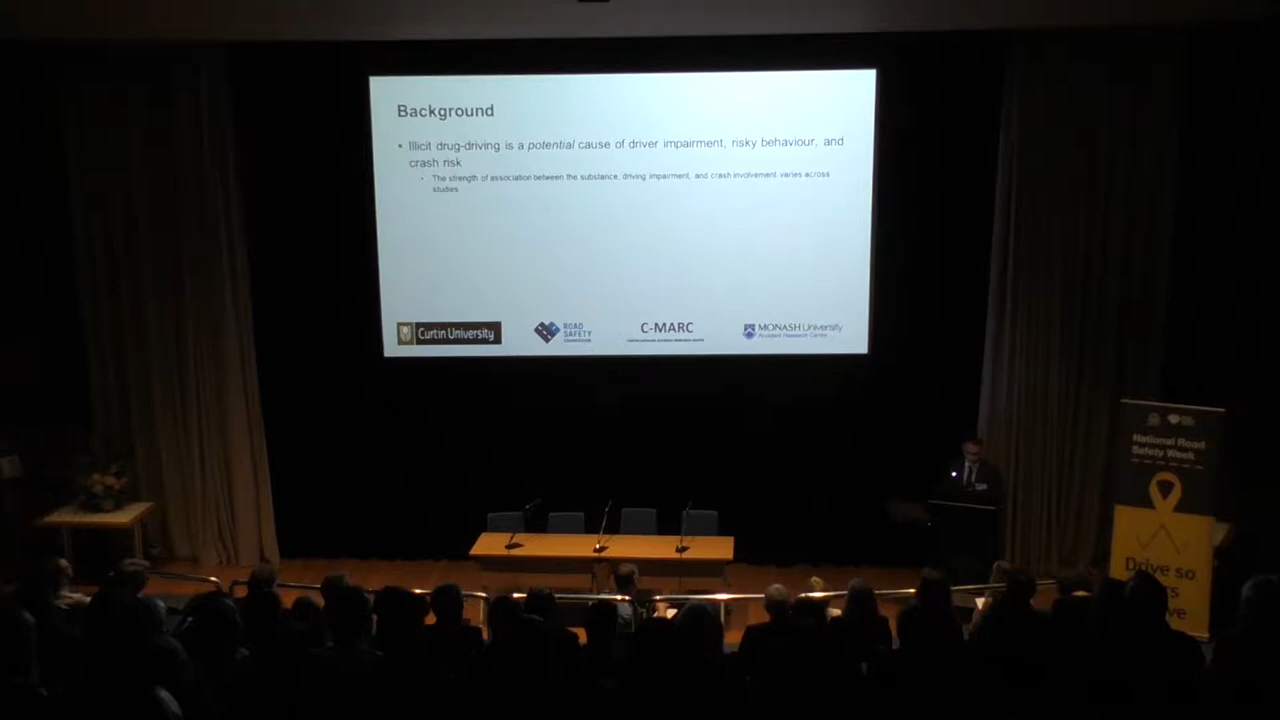 Background
• Illicit drug-driving is a potential cause of driver impairment, risky behaviour, and
crash risk
• The strength of association between the substance, driving impairment, and crash involvement varies across
studies
Curtin University
ROAD
SAFETY
COMMISSION
C-MARC
MONASH University
Accident Research Centre
National Road
Safety Week
Drive so